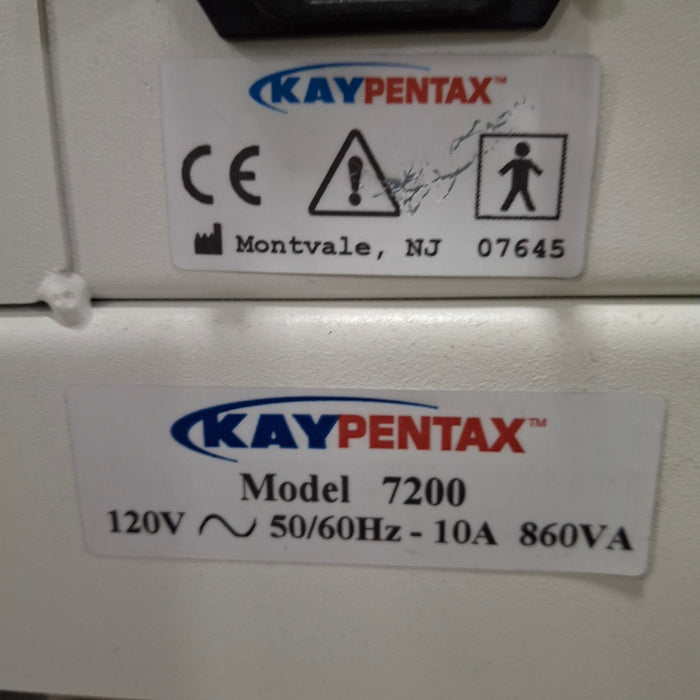 KAYPENTAX™
CE
Montvale, NJ 07645
KAYPENTAX™
Model 7200
120V ～ 50/60Hz - 10A 860VA